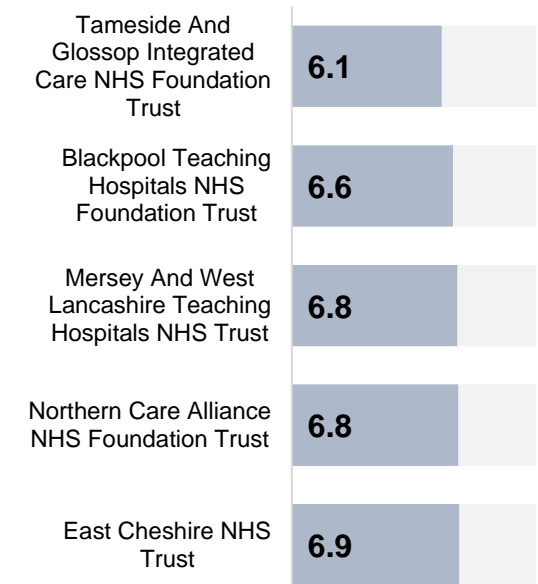 Tameside And
Glossop Integrated
Care NHS Foundation
Trust
6.1
Blackpool Teaching
Hospitals NHS
Foundation Trust
6.6
Mersey And West
Lancashire Teaching
Hospitals NHS Trust
6.8
Northern Care Alliance
NHS Foundation Trust
6.8
East Cheshire NHS
Trust
6.9